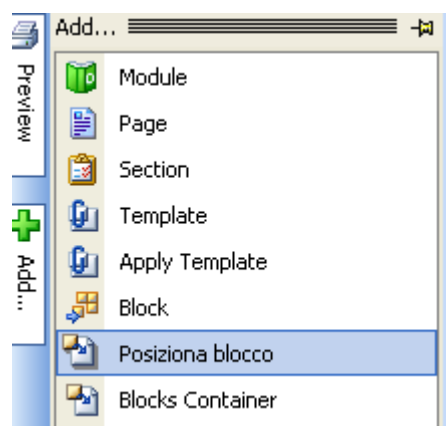 Add...
Preview
Add...
Module
Page
Section
Template
Apply Template
Block
Posiziona blocco
Blocks Container